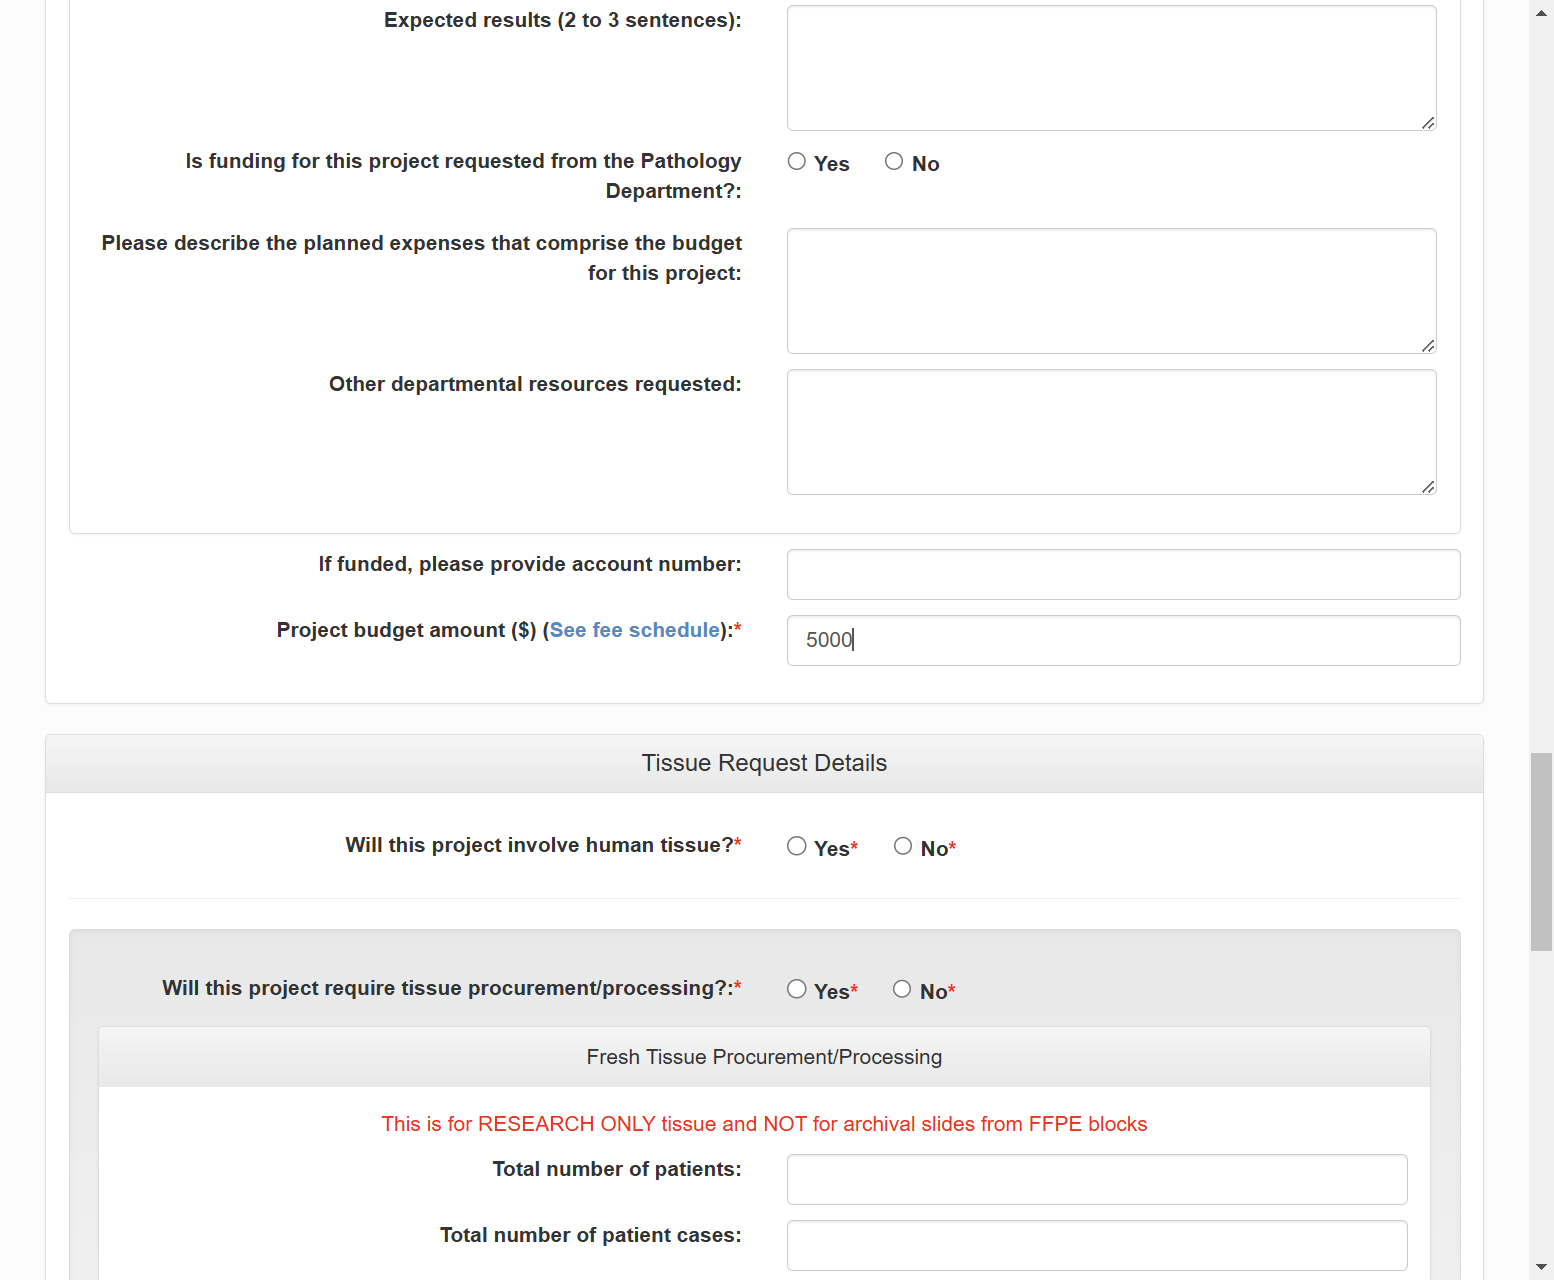 Expected results (2 to 3 sentences):
Is funding for this project requested from the Pathology
Department?:
Yes No
Please describe the planned expenses that comprise the budget
for this project:
Other departmental resources requested:
If funded, please provide account number:
Project budget amount ($) (See fee schedule):*
5000
Tissue Request Details
Will this project involve human tissue?* Yes* No*
Will this project require tissue procurement/processing?:* Yes* No*
Fresh Tissue Procurement/Processing
This is for RESEARCH ONLY tissue and NOT for archival slides from FFPE blocks
Total number of patients:
Total number of patient cases: